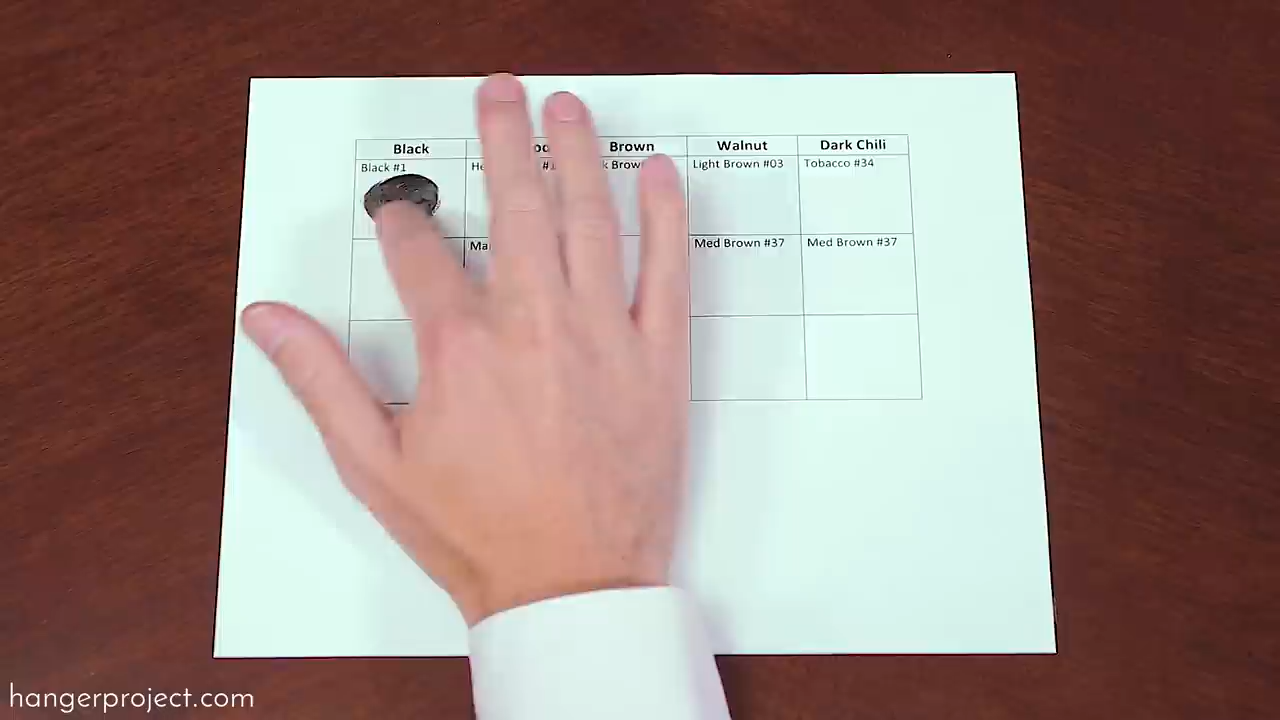 Black Brown Walnut Dark Chili
Black #1 Light Brown #03 Tobacco #34
Med Brown #37 Med Brown #37
hangerproject.com